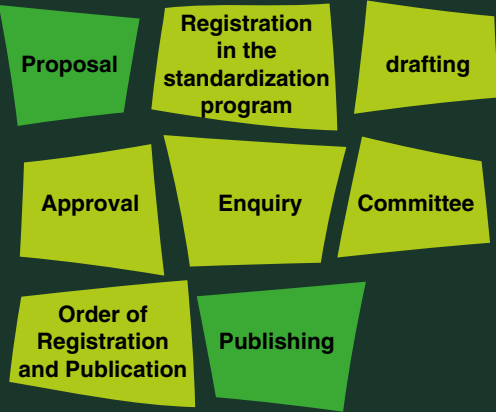 Proposal
Registration
in the
standardization
program
drafting
Approval
Enquiry
Committee
Order of
Registration
and Publication
Publishing